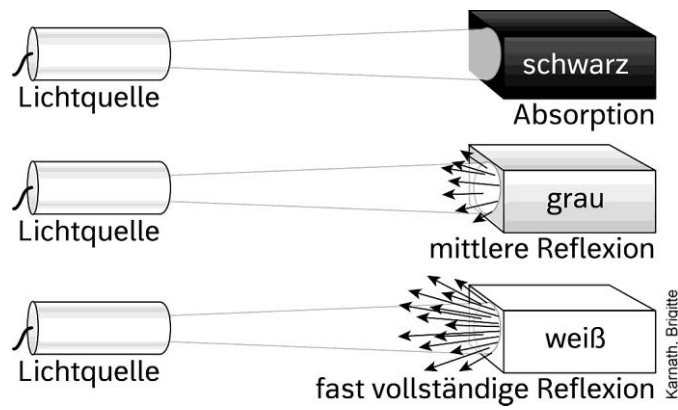 schwarz
Lichtquelle
Absorption
grau
Lichtquelle
mittlere Reflexion
weiß
Lichtquelle
fast vollständige Reflexion
Karnath, Brigitte